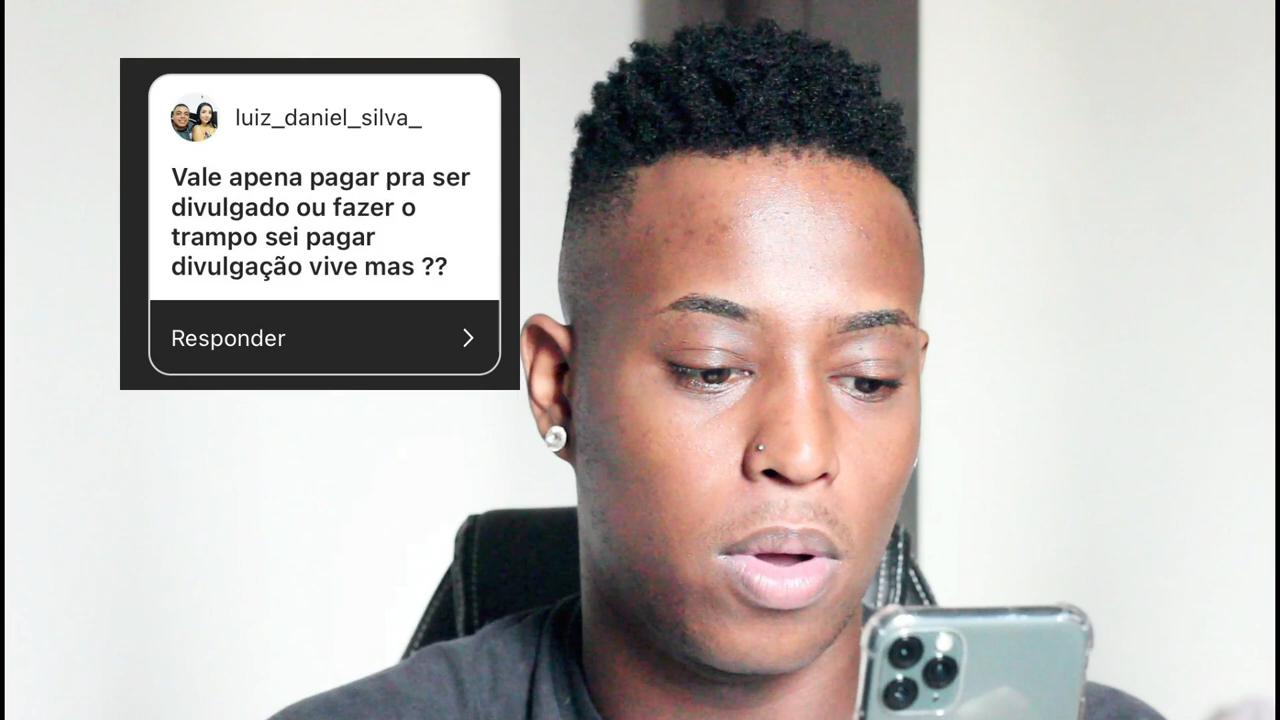 luiz_daniel_silva_
Vale apena pagar pra ser
divulgado ou fazer o
trampo sei pagar
divulgação vive mas ??
Responder